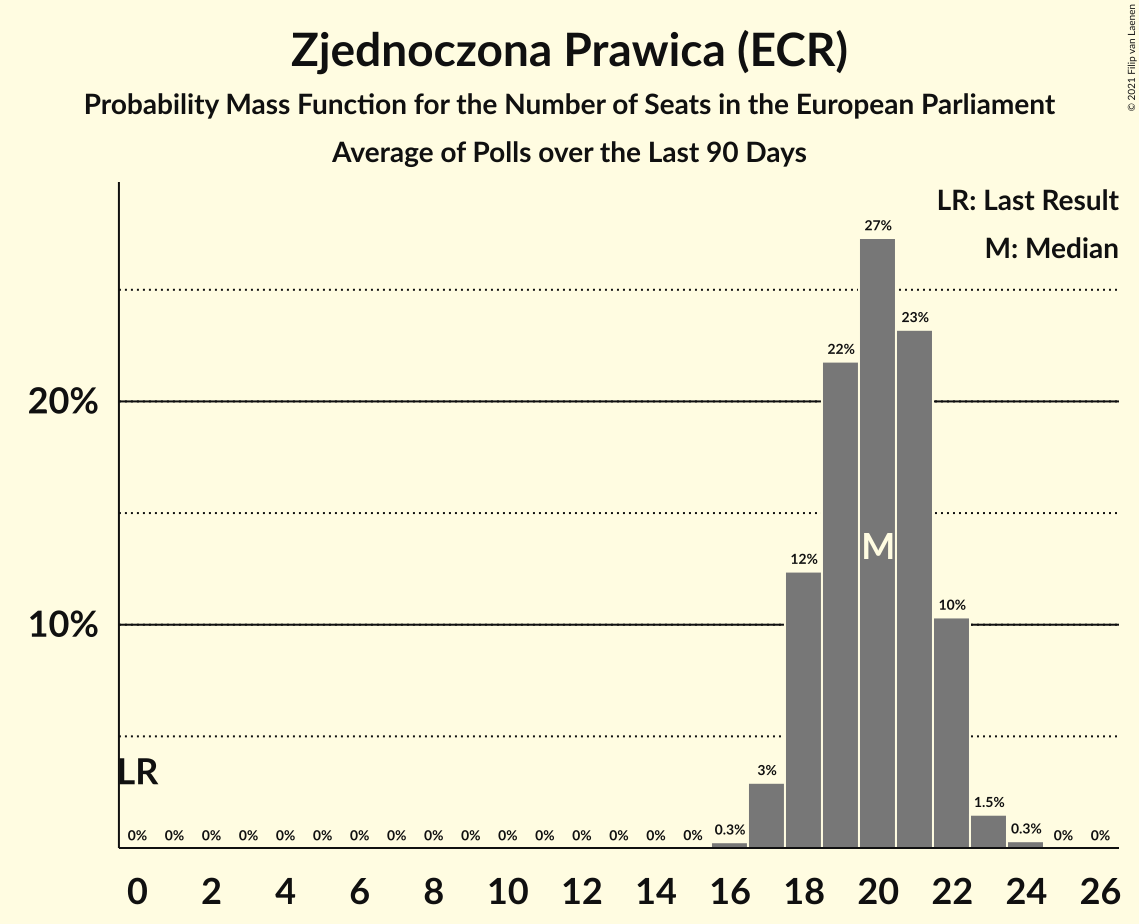 Zjednoczona Prawica (ECR)
Probability Mass Function for the Number of Seats in the European Parliament
Average of Polls over the Last 90 Days
© 2021 Filip van Laenen
LR: Last Result
M: Median
27%
23%
22%
20%
M
12%
10%
10%
LR
3%
1.5%
0% 0% 0% 0% 0% 0% 0% 0% 0% 0% 0% 0% 0% 0% 0% 0% 0.3% 0.3% 0% 0%
0 2 4 6 8 10 12 14 16 18 20 22 24 26